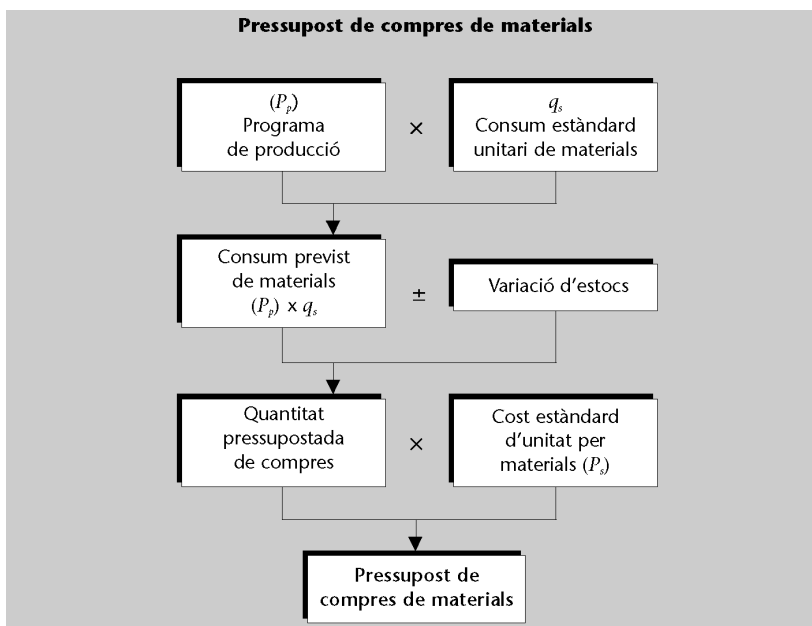 Pressupost de compres de materials
(Pₚ)
Programa
de producció
×
qₛ
Consum estàndard
unitari de materials
Consum previst
de materials
(Pₚ) x qₛ
±
Variació d’estocs
Quantitat
pressupostada
de compres
×
Cost estàndard
d’unitat per
materials (Pₛ)
Pressupost de
compres de materials